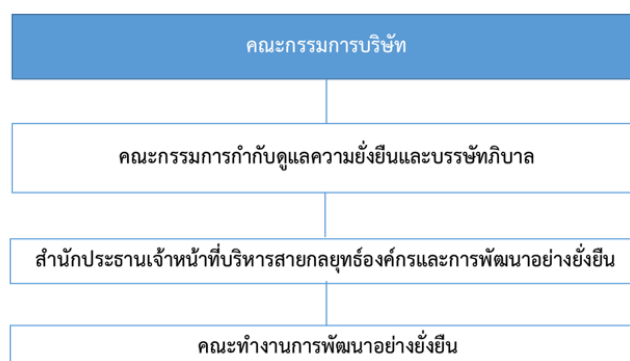 คณะกรรมการบริษัท
คณะกรรมการกำกับดูแลความยั่งยืนและบรรษัทภิบาล
สำนักประธานเจ้าหน้าที่บริหารสายกลยุทธ์องค์กรและการพัฒนาอย่างยั่งยืน
คณะทำงานการพัฒนาอย่างยั่งยืน